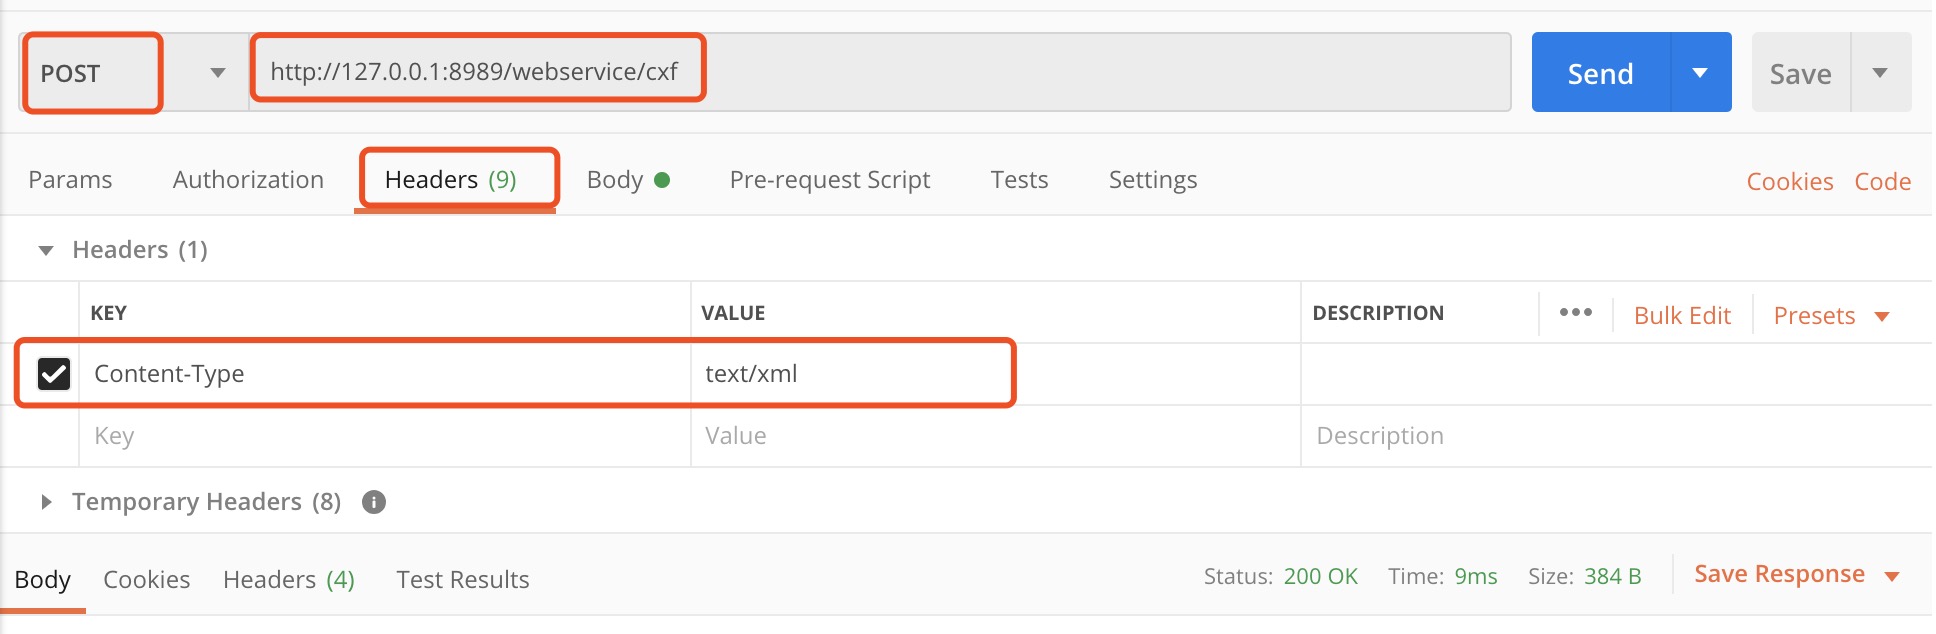 POST http://127.0.0.1:8989/webservice/cxf Send Save
Params Authorization Headers (9) Body Pre-request Script Tests Settings Cookies Code
Headers (1)
KEY VALUE DESCRIPTION ••• Bulk Edit Presets
Content-Type text/xml
Key Value Description
Temporary Headers (8) i
Body Cookies Headers (4) Test Results Status: 200 OK Time: 9ms Size: 384 B Save Response